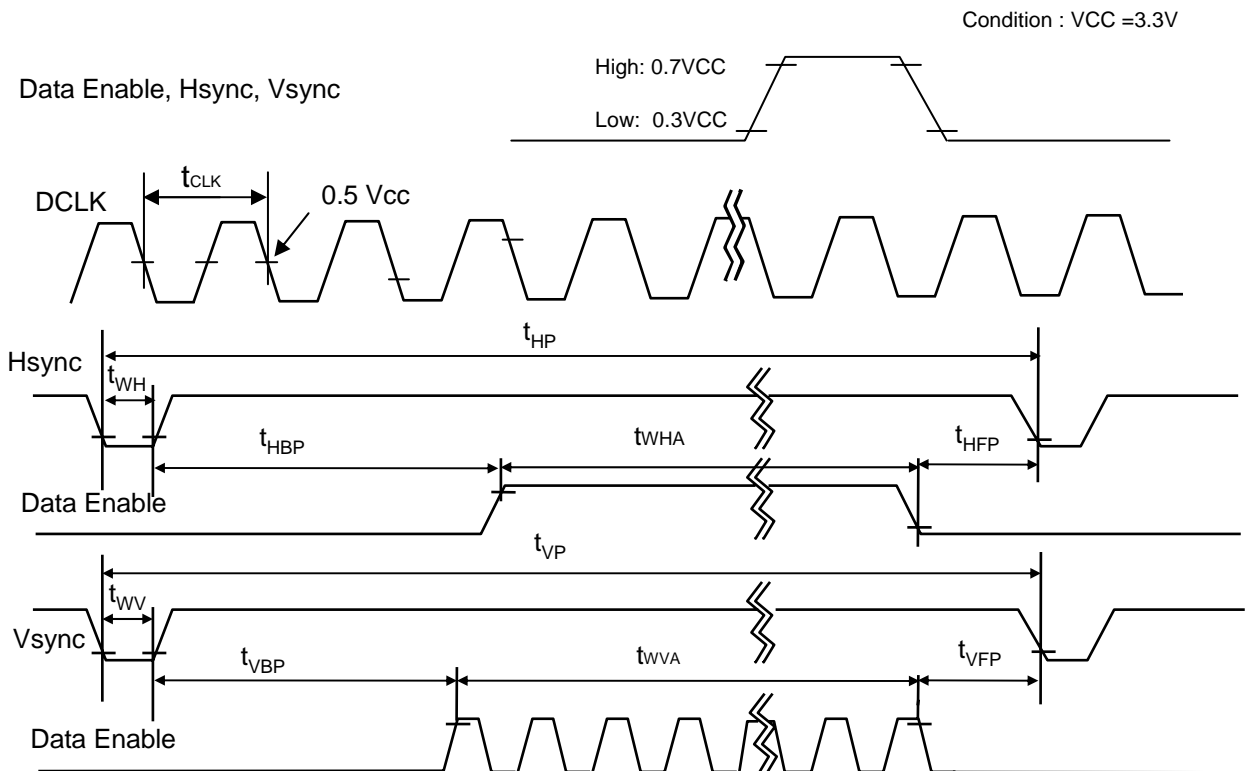 Condition : VCC =3.3V
High: 0.7VCC
Data Enable, Hsync, Vsync
Low: 0.3VCC
tCLK
0.5 Vcc
DCLK
tHP
Hsync
tWH
tHBP
tWHA
tHFP
Data Enable
tVP
tWV
Vsync
tVBP
tWVA
tVFP
Data Enable